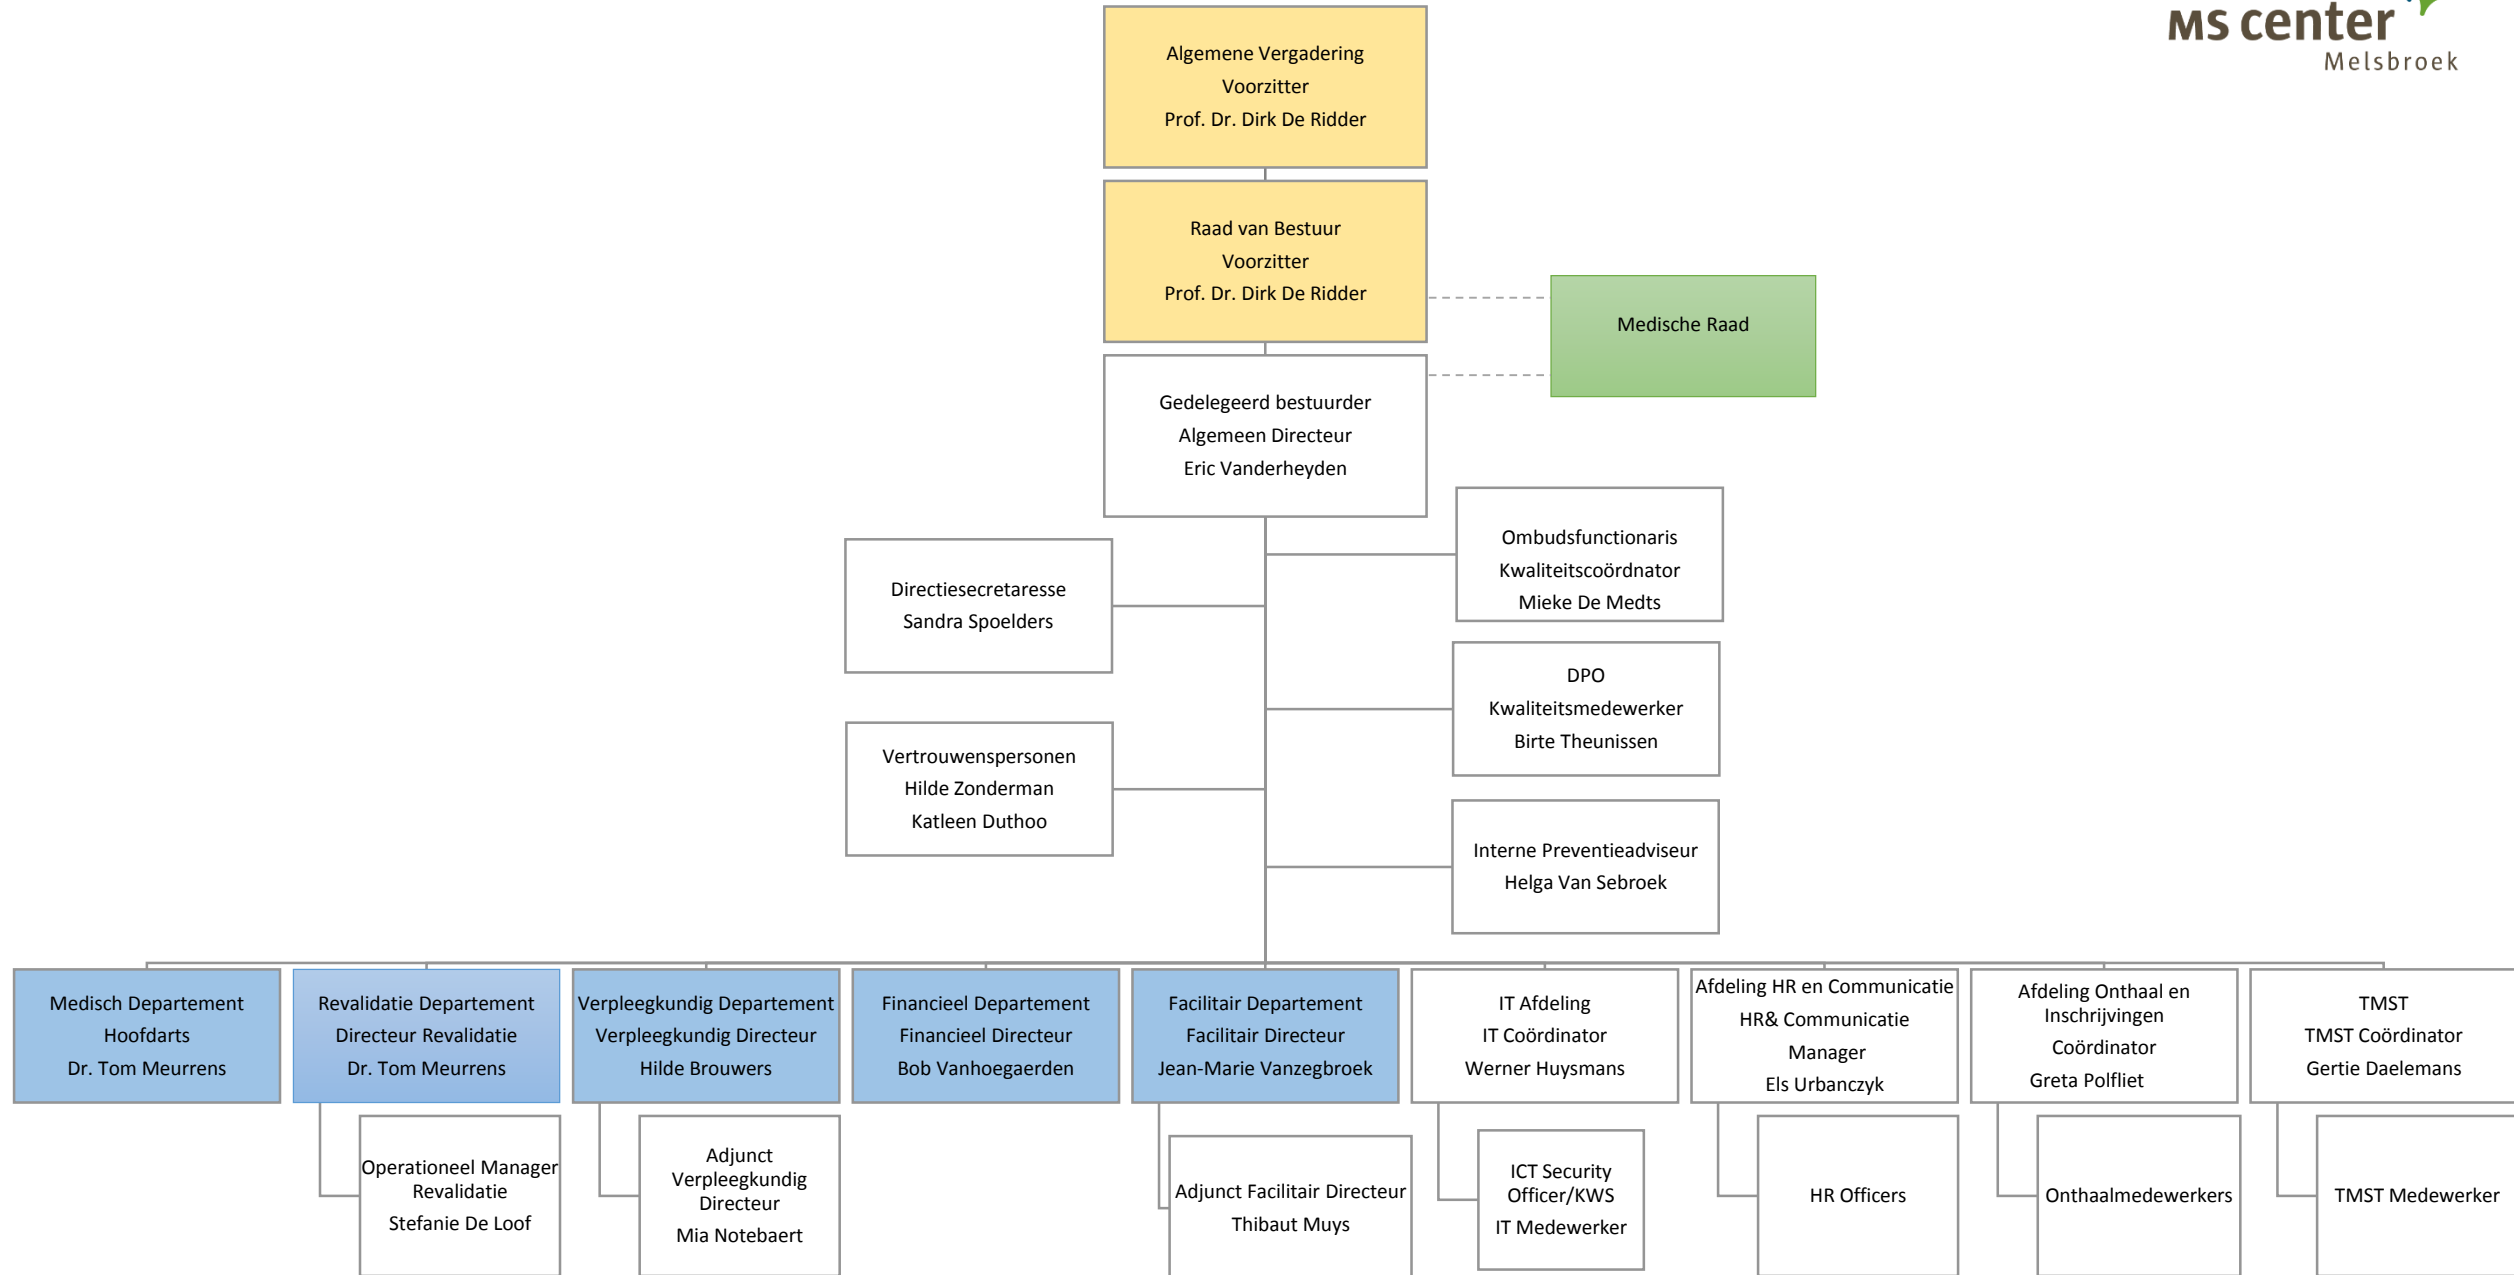 MS center
Melsbroek
Algemene Vergadering
Voorzitter
Prof. Dr. Dirk De Ridder
Raad van Bestuur
Voorzitter
Prof. Dr. Dirk De Ridder
Medische Raad
Gedelegeerd bestuurder
Algemeen Directeur
Eric Vanderheyden
Ombudsfunctionaris
Kwaliteitscoördnator
Mieke De Medts
Directiesecretaresse
Sandra Spoelders
DPO
Kwaliteitsmedewerker
Birte Theunissen
Vertrouwenspersonen
Hilde Zonderman
Katleen Duthoo
Interne Preventieadviseur
Helga Van Sebroek
Medisch Departement
Hoofdarts
Dr. Tom Meurrens
Revalidatie Departement
Directeur Revalidatie
Dr. Tom Meurrens
Verpleegkundig Departement
Verpleegkundig Directeur
Hilde Brouwers
Financieel Departement
Financieel Directeur
Bob Vanhoegaerden
Facilitair Departement
Facilitair Directeur
Jean-Marie Vanzegbroek
IT Afdeling
IT Coördinator
Werner Huysmans
Afdeling HR en Communicatie
HR& Communicatie
Manager
Els Urbanczyk
Afdeling Onthaal en
Inschrijvingen
Coördinator
Greta Polfliet
TMST
TMST Coördinator
Gertie Daelemans
Operationeel Manager
Revalidatie
Stefanie De Loof
Adjunct
Verpleegkundig
Directeur
Mia Notebaert
Adjunct Facilitair Directeur
Thibaut Muys
ICT Security
Officer/KWS
IT Medewerker
HR Officers
Onthaalmedewerkers
TMST Medewerker